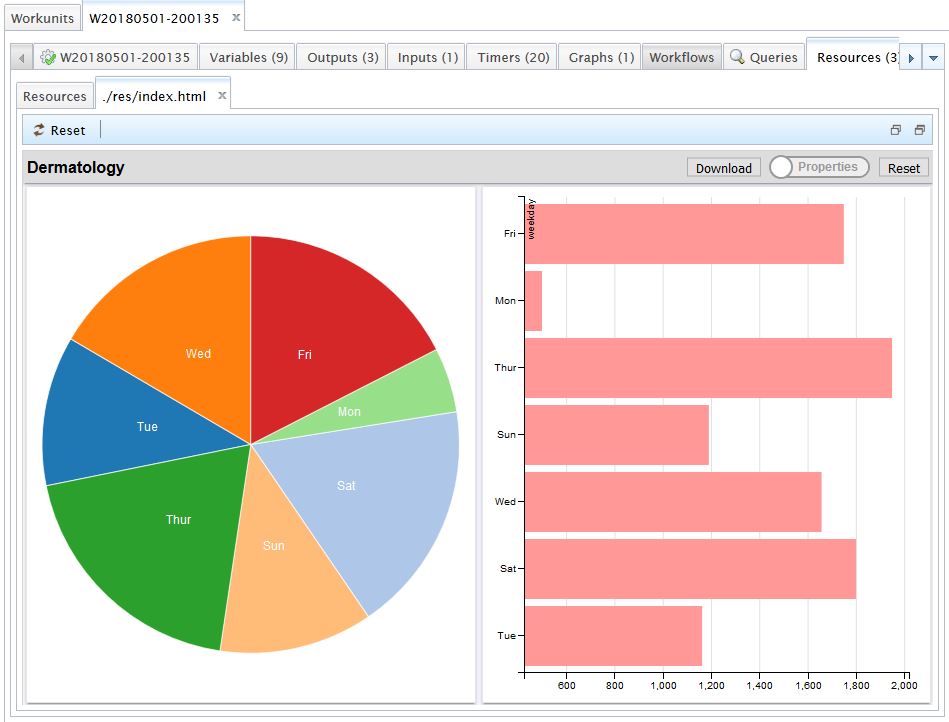 Workunits W20180501-200135 x
W20180501-200135 Variables (9) Outputs (3) Inputs (1) Timers (20) Graphs (1) Workflows Queries Resources (3)
Resources ./res/index.html x
Reset
Dermatology Download Properties Reset
Wed
Fri
Mon
Tue
Sat
Thur
Sun
weekday
Fri
Mon
Thur
Sun
Wed
Sat
Tue
600 800 1,000 1,200 1,400 1,600 1,800 2,000